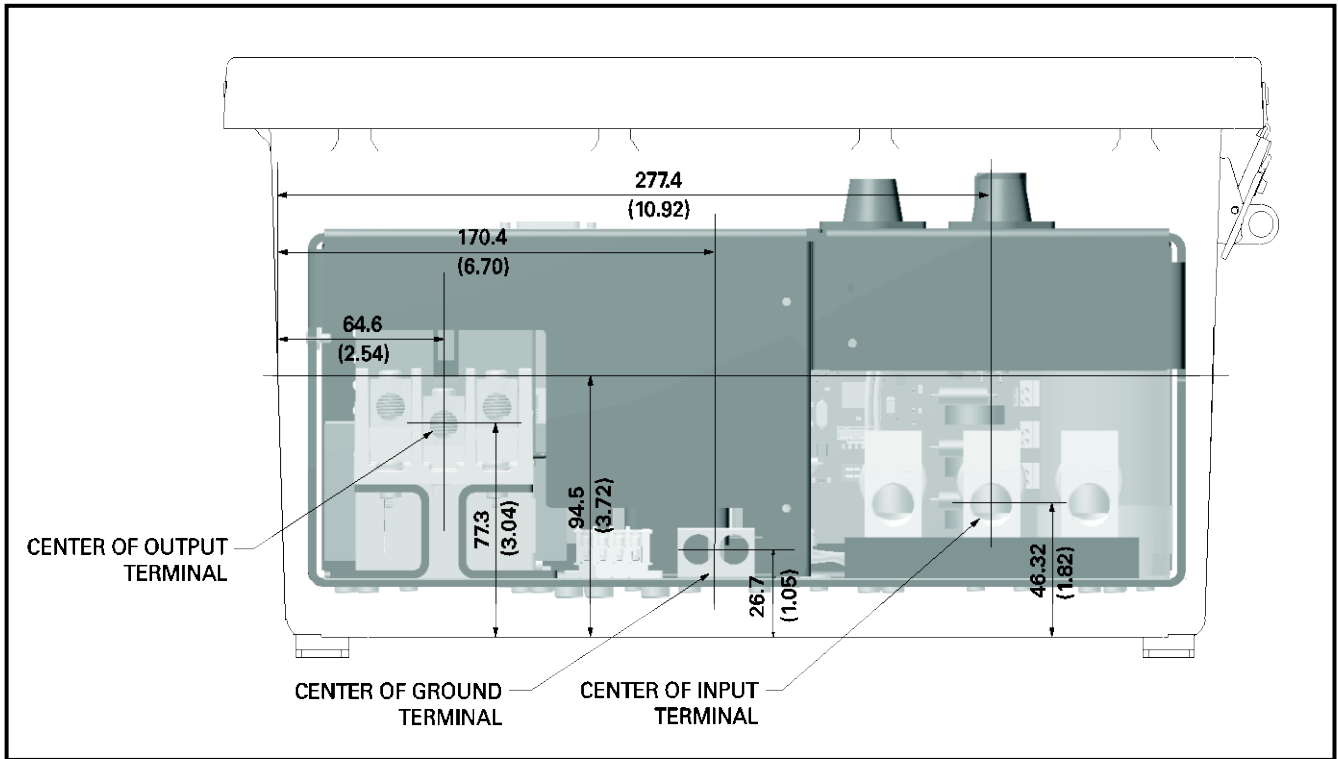 277.4
(10.92)
170.4
(6.70)
64.6
(2.54)
77.3
(3.04)
94.5
(3.72)
26.7
(1.05)
46.32
(1.82)
CENTER OF OUTPUT
TERMINAL
CENTER OF GROUND
TERMINAL
CENTER OF INPUT
TERMINAL